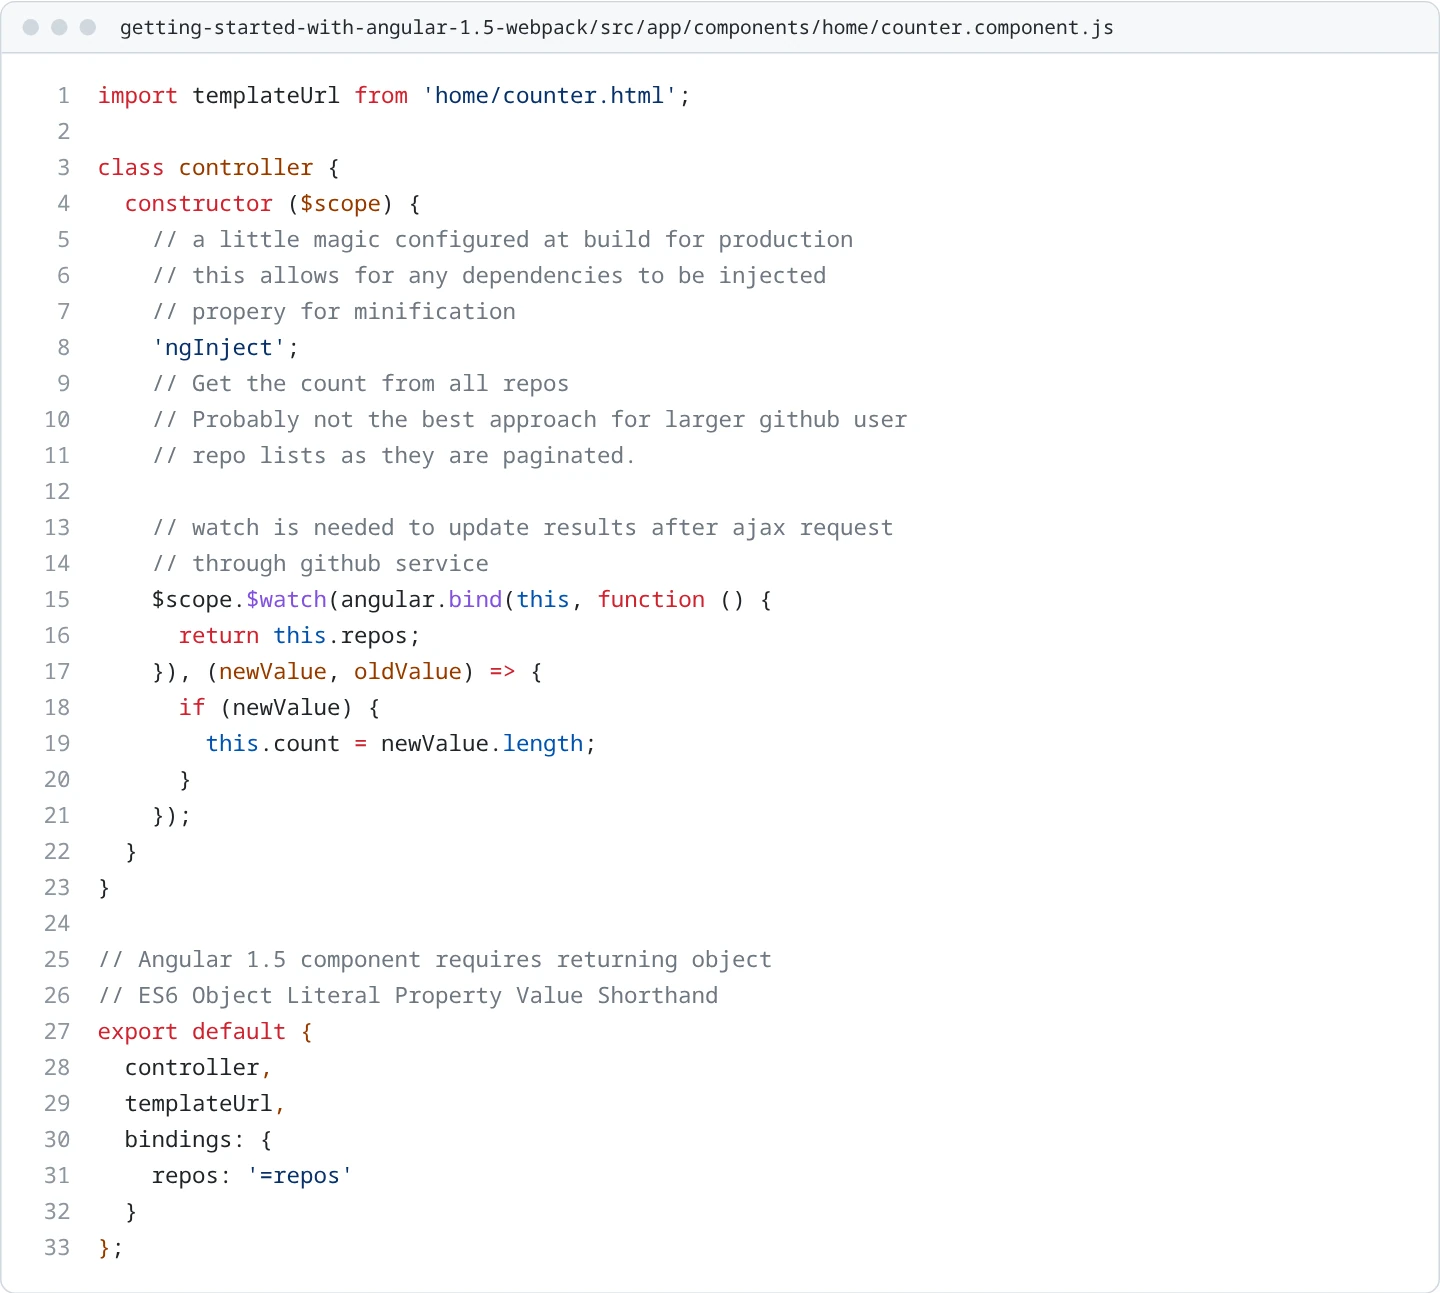 getting-started-with-angular-1.5-webpack/src/app/components/home/counter.component.js
1 import templateUrl from 'home/counter.html';
2
3 class controller {
4   constructor ($scope) {
5     // a little magic configured at build for production
6     // this allows for any dependencies to be injected
7     // propery for minification
8     'ngInject';
9     // Get the count from all repos
10     // Probably not the best approach for larger github user
11     // repo lists as they are paginated.
12
13     // watch is needed to update results after ajax request
14     // through github service
15     $scope.$watch(angular.bind(this, function () {
16       return this.repos;
17     }), (newValue, oldValue) => {
18       if (newValue) {
19         this.count = newValue.length;
20       }
21     });
22   }
23 }
24
25 // Angular 1.5 component requires returning object
26 // ES6 Object Literal Property Value Shorthand
27 export default {
28   controller,
29   templateUrl,
30   bindings: {
31     repos: '=repos'
32   }
33 };